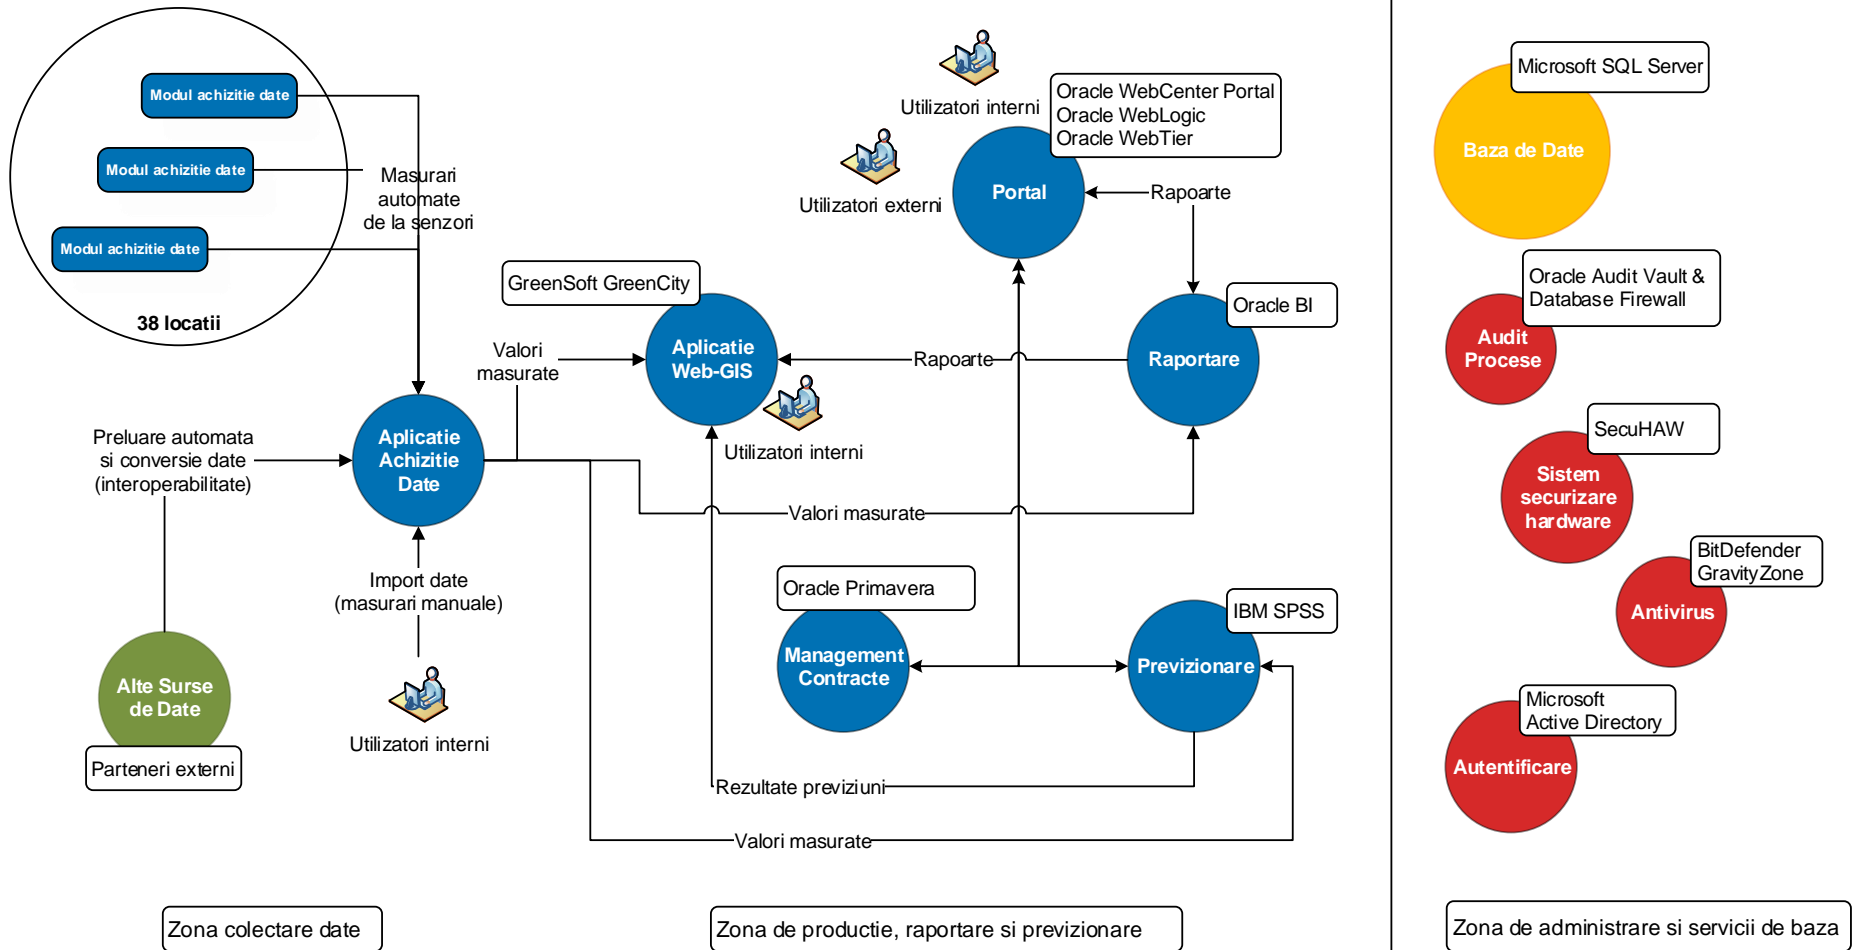 Modul achizitie date
Modul achizitie date
Modul achizitie date
38 locatii
Masurari
automate
de la senzori
Preluare automata
si conversie date
(interoperabilitate)
Aplicatie
Achizitie
Date
Import date
(masurari manuale)
Utilizatori interni
Alte Surse
de Date
Parteneri externi
Zona colectare date
Utilizatori interni
Utilizatori externi
Oracle WebCenter Portal
Oracle WebLogic
Oracle WebTier
Portal
Rapoarte
GreenSoft GreenCity
Aplicatie
Web-GIS
Valori
masurate
Utilizatori interni
Rapoarte
Oracle BI
Raportare
Valori masurate
Oracle Primavera
Management
Contracte
IBM SPSS
Previzionare
Rezultate previziuni
Valori masurate
Zona de productie, raportare si previzionare
Microsoft SQL Server
Baza de Date
Oracle Audit Vault &
Database Firewall
Audit
Procese
SecuHAW
Sistem
securizare
hardware
BitDefender
GravityZone
Antivirus
Microsoft
Active Directory
Autentificare
Zona de administrare si servicii de baza